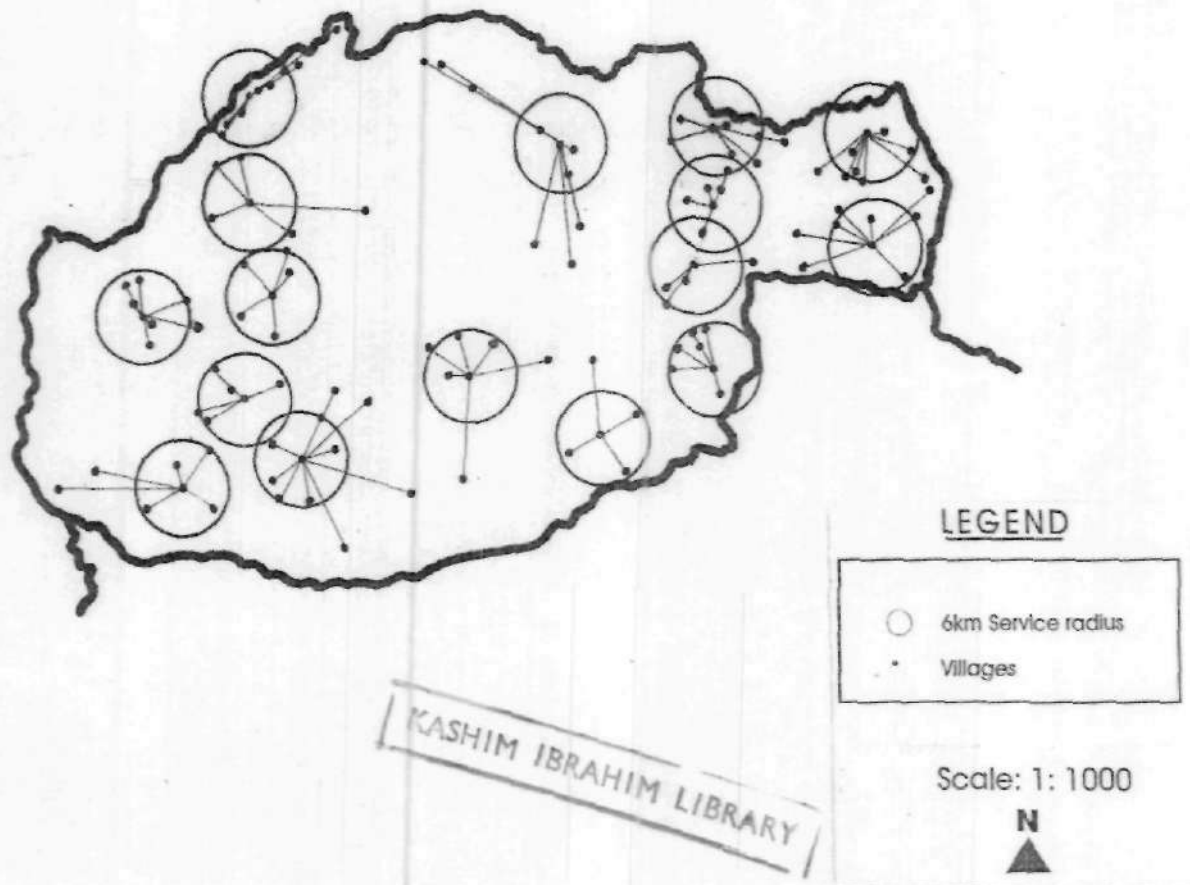 LEGEND
6km Service radius
Villages
KASHIM IBRAHIM LIBRARY
Scale: 1: 1000
N